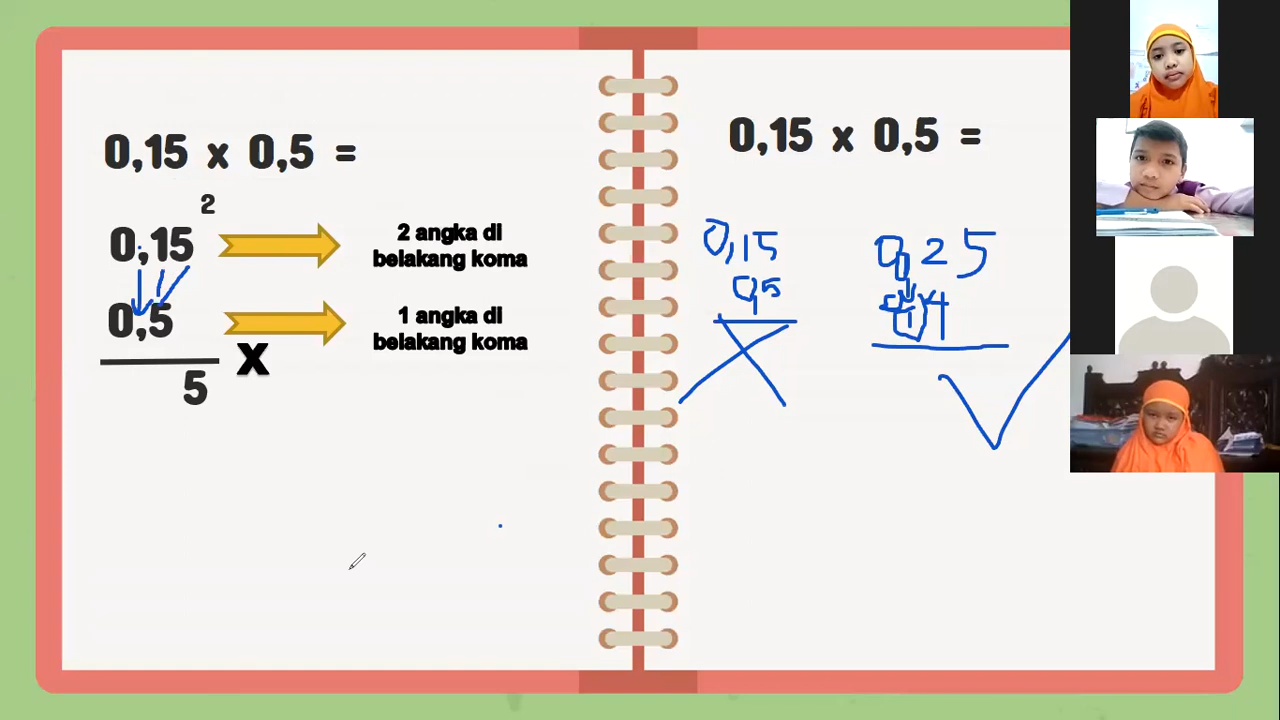 0,15 x 0,5 =
2
0,15
2 angka di
belakang koma
0,5
1 angka di
belakang koma
x
5
0,15 x 0,5 =
0,15
0,5
0,25